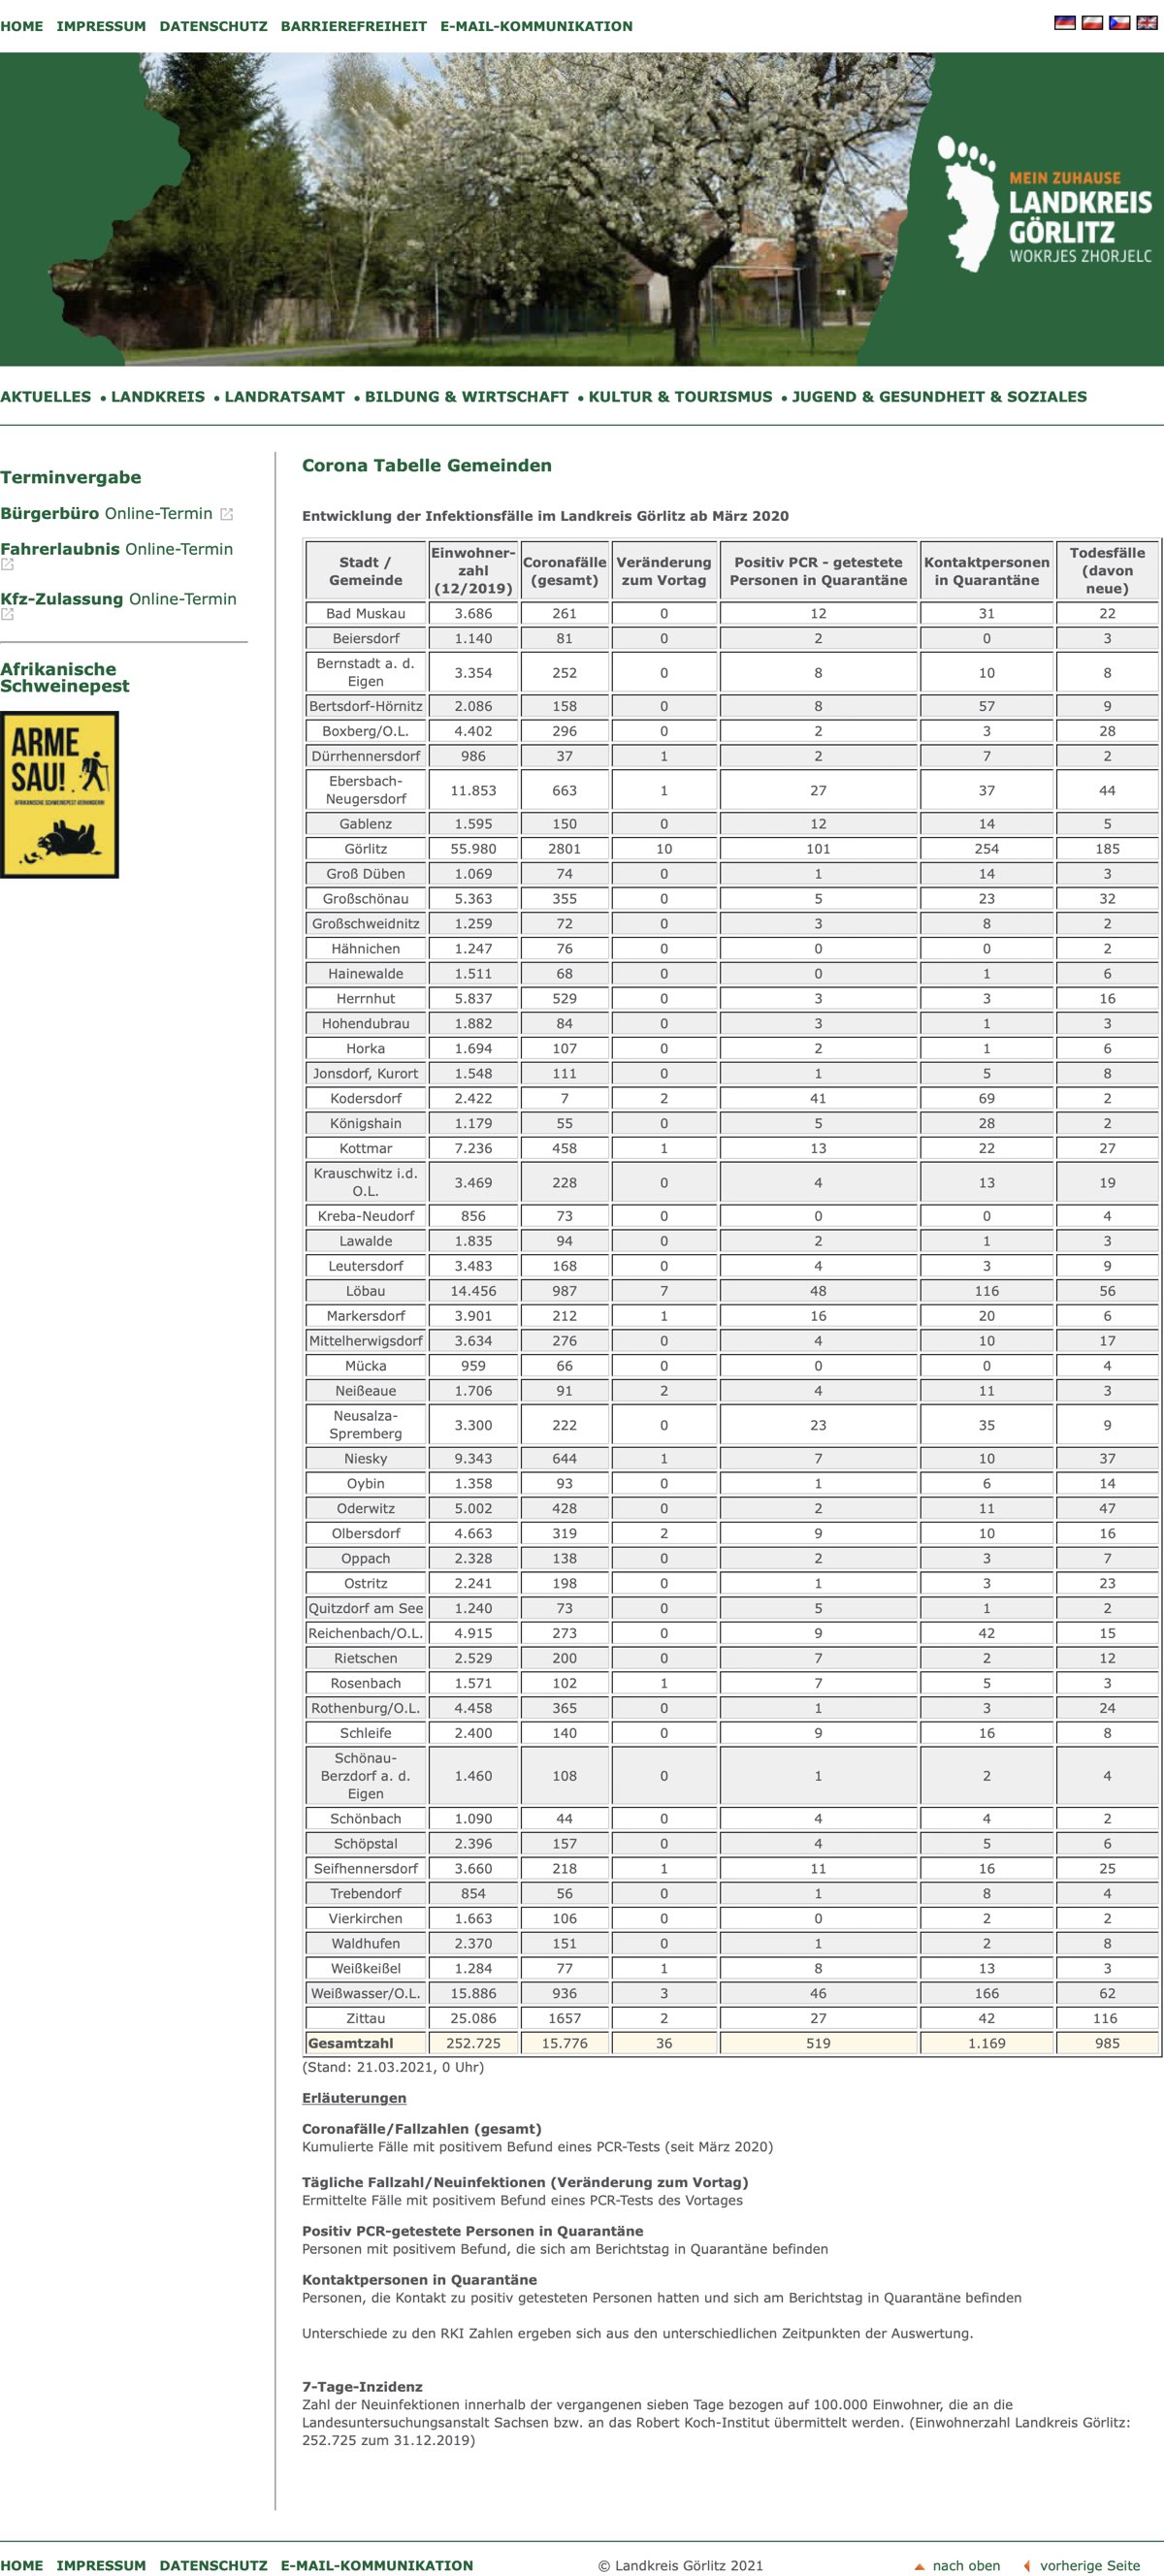 HOME IMPRESSUM DATENSCHUTZ BARRIEREFREIHEIT E-MAIL-KOMMUNIKATION
MEIN ZUHAUSE
LANDKREIS
GÖRLITZ
WOKRJES ZHORJELC
AKTUELLES • LANDKREIS • LANDRATSAMT • BILDUNG & WIRTSCHAFT • KULTUR & TOURISMUS • JUGEND & GESUNDHEIT & SOZIALES
Terminvergabe
Bürgerbüro Online-Termin
Fahrerlaubnis Online-Termin
Kfz-Zulassung Online-Termin
Afrikanische
Schweinepest
ARME
SAU!
AFRIKANISCHE SCHWEINEPEST VERHINDERN!
Corona Tabelle Gemeinden
Entwicklung der Infektionsfälle im Landkreis Görlitz ab März 2020
Stadt / Gemeinde Einwohner-zahl (12/2019) Coronafälle (gesamt) Veränderung zum Vortag Positiv PCR - getestete Personen in Quarantäne Kontaktpersonen in Quarantäne Todesfälle (davon neue)
Bad Muskau 3.686 261 0 12 31 22
Beiersdorf 1.140 81 0 2 0 3
Bernstadt a. d. Eigen 3.354 252 0 8 10 8
Bertsdorf-Hörnitz 2.086 158 0 8 57 9
Boxberg/O.L. 4.402 296 0 2 3 28
Dürrhennersdorf 986 37 1 2 7 2
Ebersbach-Neugersdorf 11.853 663 1 27 37 44
Gablenz 1.595 150 0 12 14 5
Görlitz 55.980 2801 10 101 254 185
Groß Düben 1.069 74 0 1 14 3
Großschönau 5.363 355 0 5 23 32
Großschweidnitz 1.259 72 0 3 8 2
Hähnichen 1.247 76 0 0 0 2
Hainewalde 1.511 68 0 0 1 6
Herrnhut 5.837 529 0 3 3 16
Hohendubrau 1.882 84 0 3 1 3
Horka 1.694 107 0 2 1 6
Jonsdorf, Kurort 1.548 111 0 1 5 8
Kodersdorf 2.422 7 2 41 69 2
Königshain 1.179 55 0 5 28 2
Kottmar 7.236 458 1 13 22 27
Krauschwitz i.d. O.L. 3.469 228 0 4 13 19
Kreba-Neudorf 856 73 0 0 0 4
Lawalde 1.835 94 0 2 1 3
Leutersdorf 3.483 168 0 4 3 9
Löbau 14.456 987 7 48 116 56
Markersdorf 3.901 212 1 16 20 6
Mittelherwigsdorf 3.634 276 0 4 10 17
Mücka 959 66 0 0 0 4
Neißeaue 1.706 91 2 4 11 3
Neusalza-Spremberg 3.300 222 0 23 35 9
Niesky 9.343 644 1 7 10 37
Oybin 1.358 93 0 1 6 14
Oderwitz 5.002 428 0 2 11 47
Olbersdorf 4.663 319 2 9 10 16
Oppach 2.328 138 0 2 3 7
Ostritz 2.241 198 0 1 3 23
Quitzdorf am See 1.240 73 0 5 1 2
Reichenbach/O.L. 4.915 273 0 9 42 15
Rietschen 2.529 200 0 7 2 12
Rosenbach 1.571 102 1 7 5 3
Rothenburg/O.L. 4.458 365 0 1 3 24
Schleife 2.400 140 0 9 16 8
Schönau-Berzdorf a. d. Eigen 1.460 108 0 1 2 4
Schönbach 1.090 44 0 4 4 2
Schöpstal 2.396 157 0 4 5 6
Seifhennersdorf 3.660 218 1 11 16 25
Trebendorf 854 56 0 1 8 4
Vierkirchen 1.663 106 0 0 2 2
Waldhufen 2.370 151 0 1 2 8
Weißkeißel 1.284 77 1 8 13 3
Weißwasser/O.L. 15.886 936 3 46 166 62
Zittau 25.086 1657 2 27 42 116
Gesamtzahl 252.725 15.776 36 519 1.169 985
(Stand: 21.03.2021, 0 Uhr)
Erläuterungen
Coronafälle/Fallzahlen (gesamt)
Kumulierte Fälle mit positivem Befund eines PCR-Tests (seit März 2020)
Tägliche Fallzahl/Neuinfektionen (Veränderung zum Vortag)
Ermittelte Fälle mit positivem Befund eines PCR-Tests des Vortages
Positiv PCR-getestete Personen in Quarantäne
Personen mit positivem Befund, die sich am Berichtstag in Quarantäne befinden
Kontaktpersonen in Quarantäne
Personen, die Kontakt zu positiv getesteten Personen hatten und sich am Berichtstag in Quarantäne befinden
Unterschiede zu den RKI Zahlen ergeben sich aus den unterschiedlichen Zeitpunkten der Auswertung.
7-Tage-Inzidenz
Zahl der Neuinfektionen innerhalb der vergangenen sieben Tage bezogen auf 100.000 Einwohner, die an die
Landesuntersuchungsanstalt Sachsen bzw. an das Robert Koch-Institut übermittelt werden. (Einwohnerzahl Landkreis Görlitz:
252.725 zum 31.12.2019)
HOME IMPRESSUM DATENSCHUTZ E-MAIL-KOMMUNIKATION © Landkreis Görlitz 2021 nach oben vorherige Seite